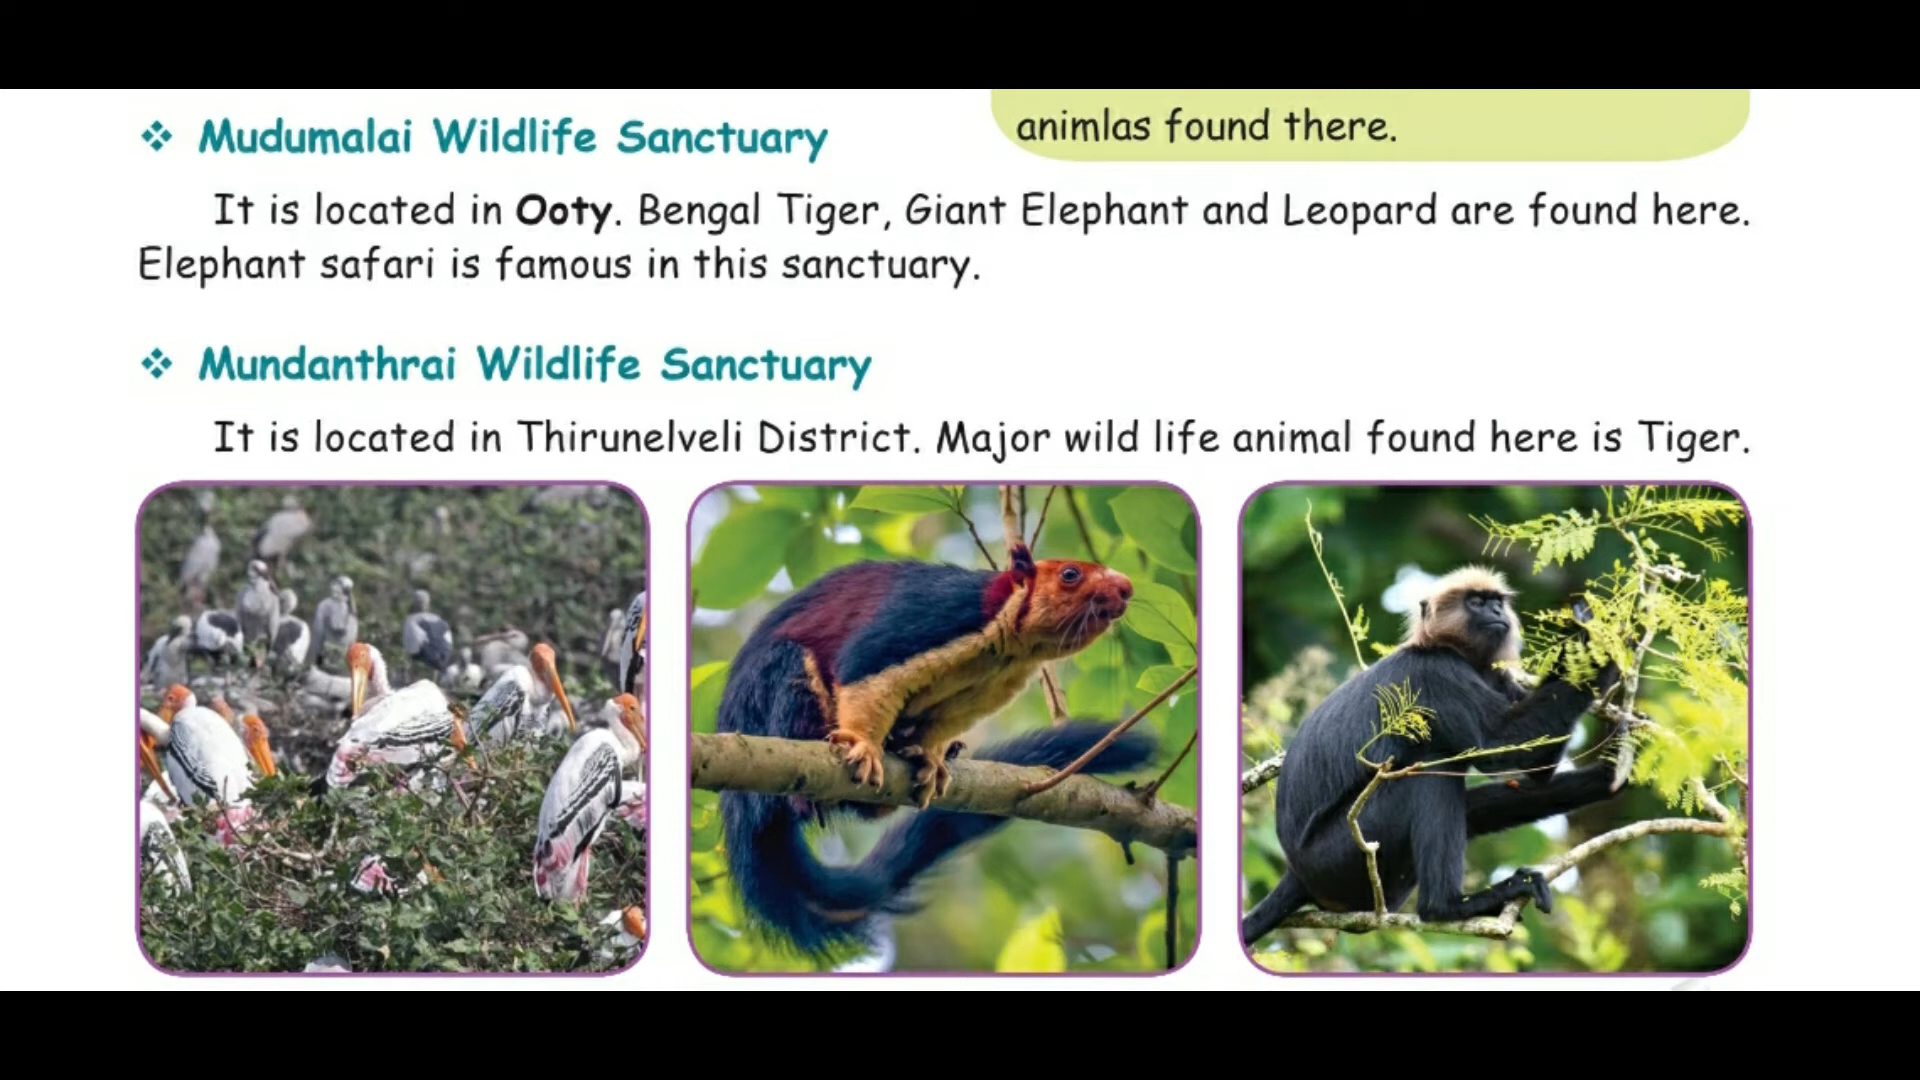 animlas found there.
❖ Mudumalai Wildlife Sanctuary
It is located in Ooty. Bengal Tiger, Giant Elephant and Leopard are found here.
Elephant safari is famous in this sanctuary.
❖ Mundanthrai Wildlife Sanctuary
It is located in Thirunelveli District. Major wild life animal found here is Tiger.